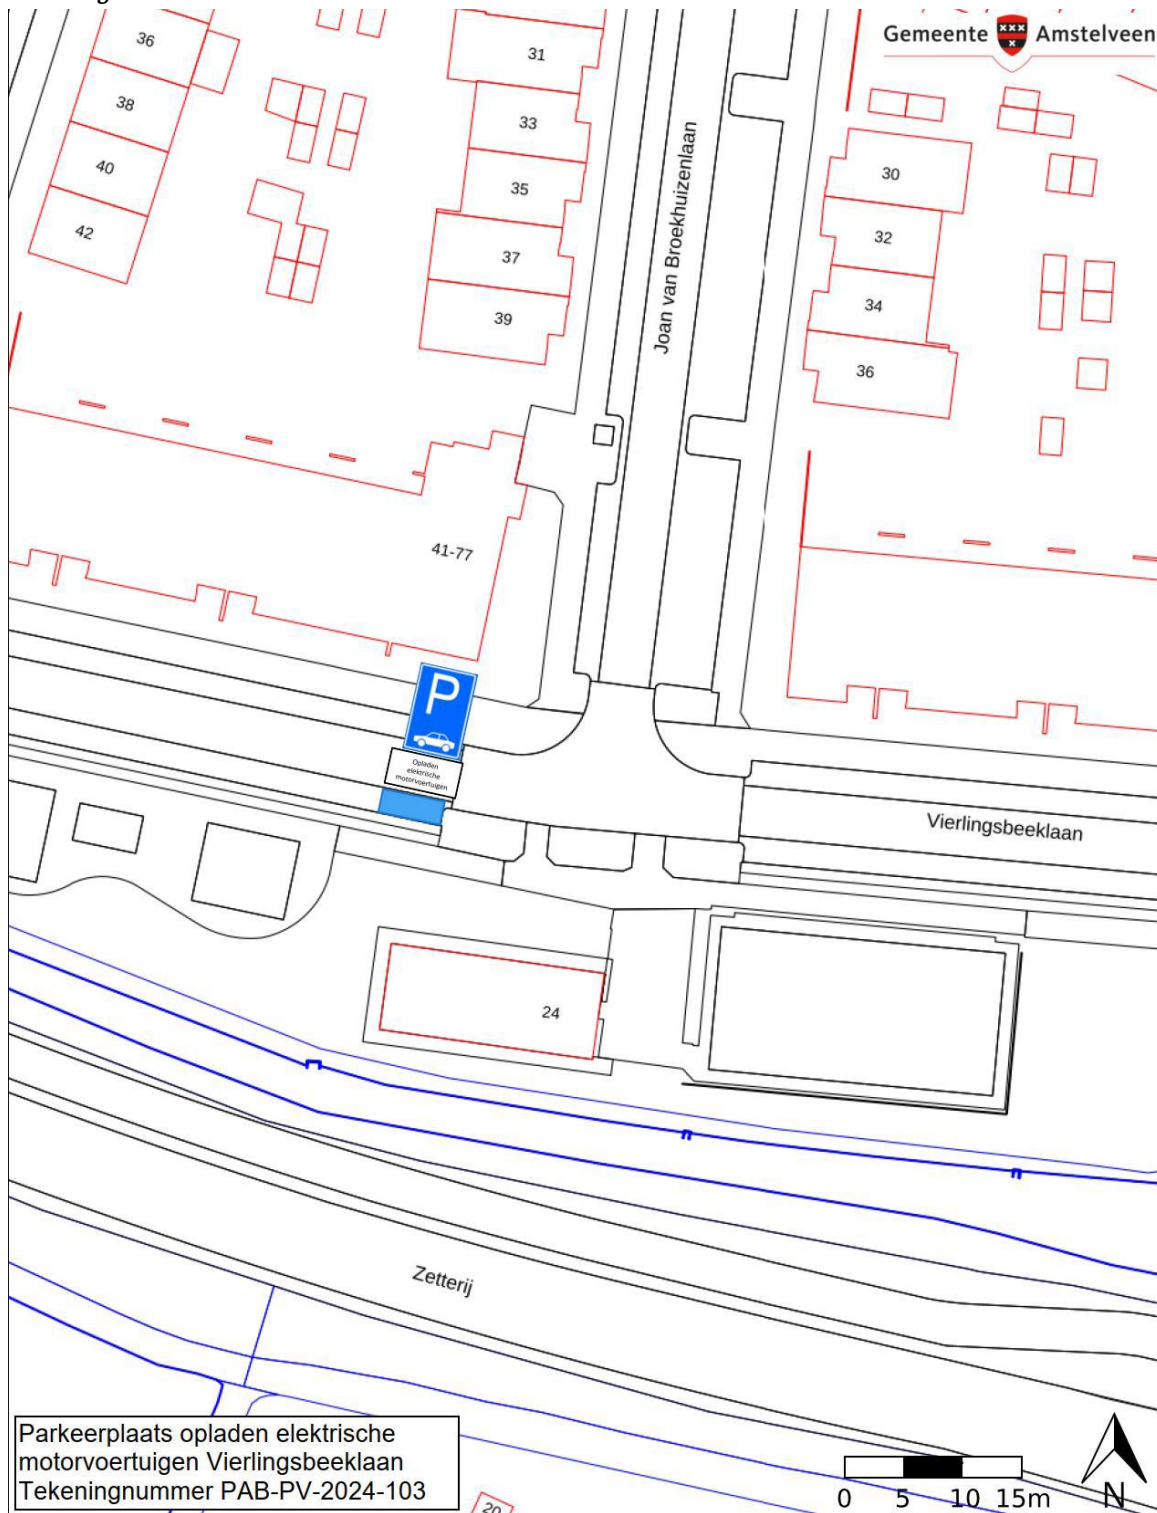 Gemeente Amstelveen
36
38
40
42
31
33
35
37
39
Joan van Broekhuizenlaan
30
32
34
36
41-77
P
Opladen
elektrische
motorvoertuigen
Vierlingsbeeklaan
24
Zetterij
20
Parkeerplaats opladen elektrische
motorvoertuigen Vierlingsbeeklaan
Tekeningnummer PAB-PV-2024-103
0 5 10 15m
N